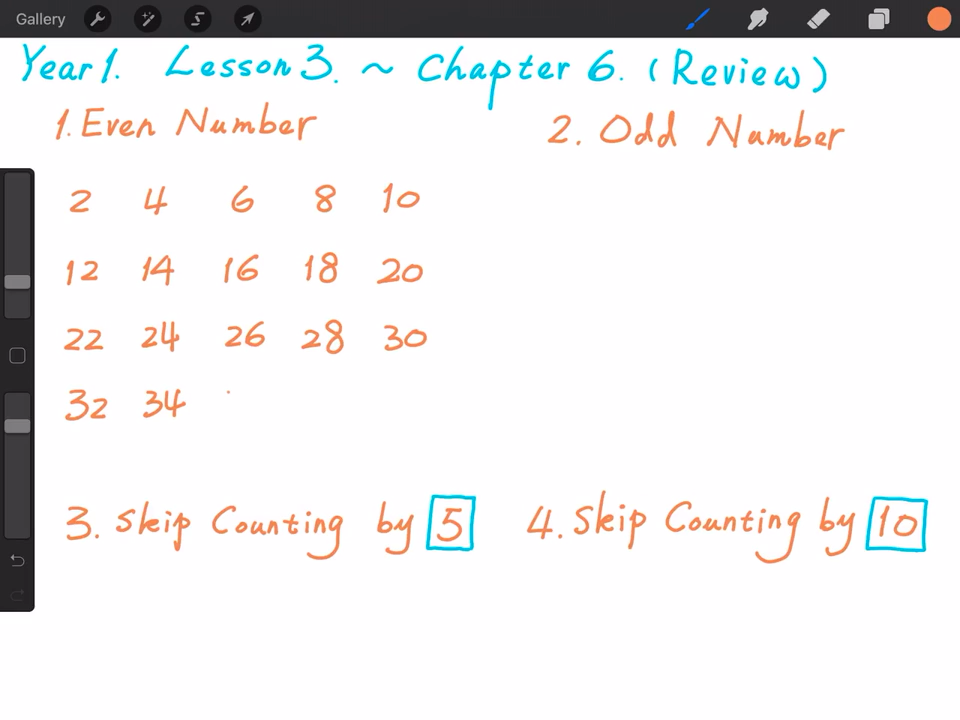 Gallery
Year 1. Lesson 3. ~ Chapter 6. (Review)
1. Even Number
2. Odd Number
2 4 6 8 10
12 14 16 18 20
22 24 26 28 30
32 34
3. Skip Counting by 5
4. Skip Counting by 10